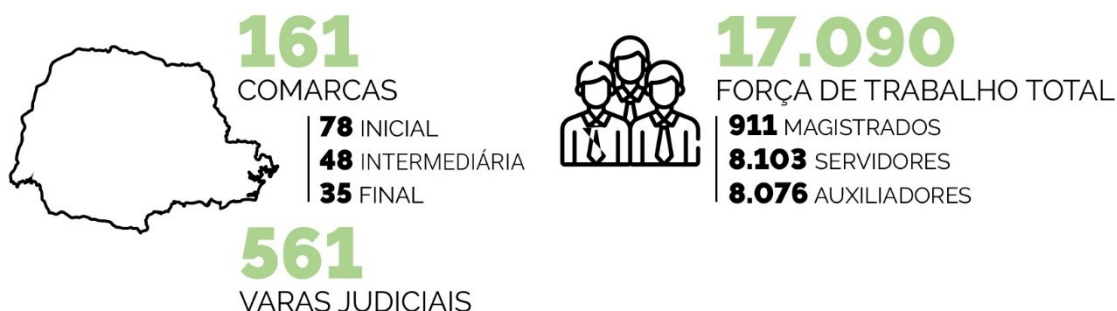 161
COMARCAS
78 INICIAL
48 INTERMEDIÁRIA
35 FINAL
561
VARAS JUDICIAIS
17.090
FORÇA DE TRABALHO TOTAL
911 MAGISTRADOS
8.103 SERVIDORES
8.076 AUXILIADORES